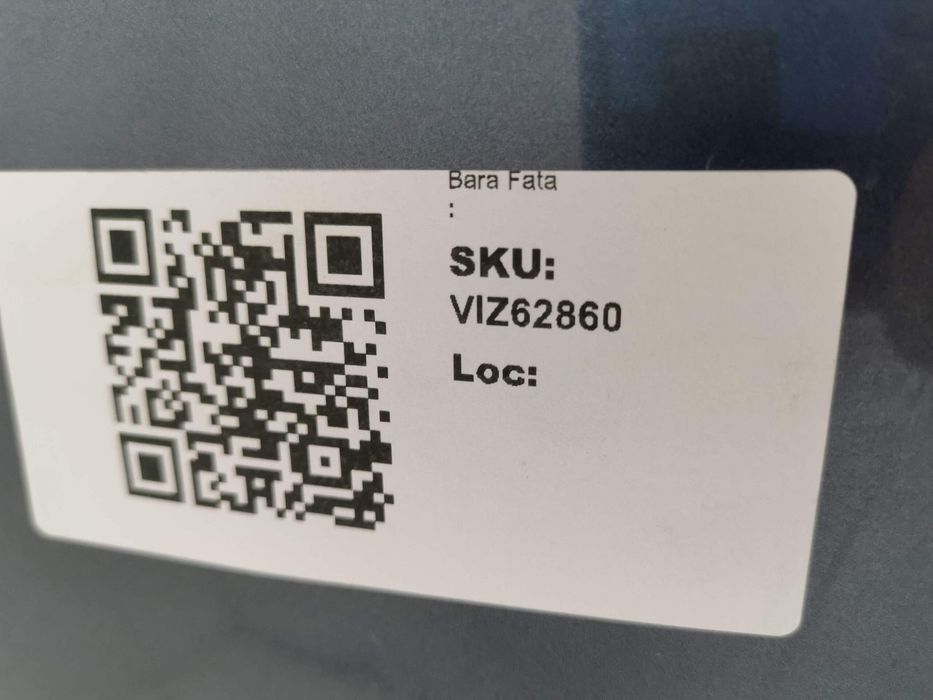 Bara Fata
:
SKU:
VIZ62860
Loc: